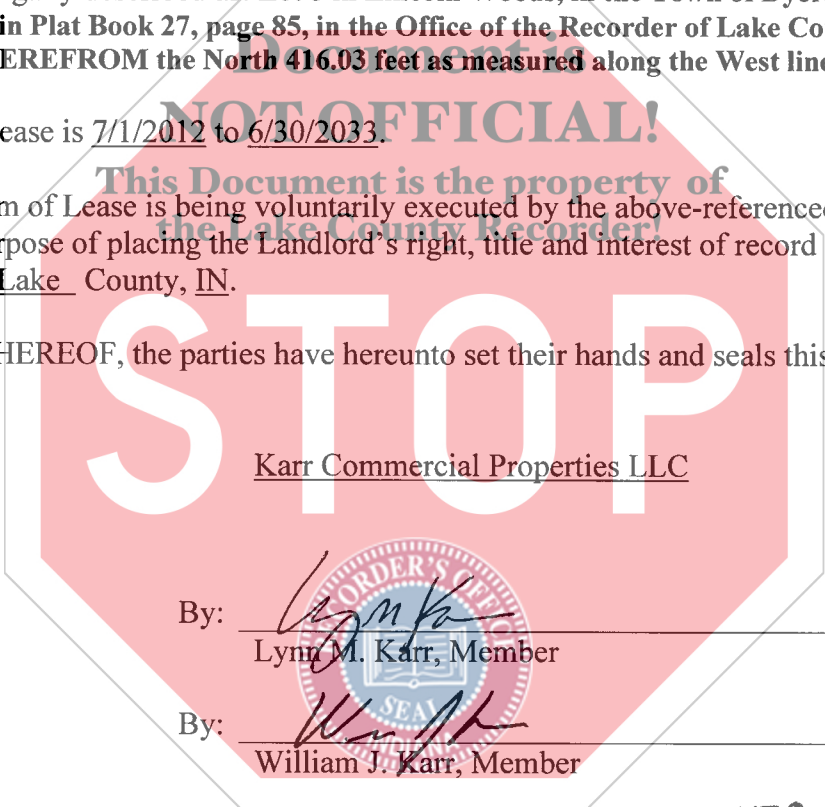 in Plat Book 27, page 85, in the Office of the Recorder of Lake Co
EREFROM the North 416.03 feet as measured along the West line
Document is
NOT OFFICIAL!
This Document is the property of
the Lake County Recorder!
ease is 7/1/2012 to 6/30/2033.
m of Lease is being voluntarily executed by the above-referenced
rpose of placing the Landlord's right, title and interest of record
Lake County, IN.
STOP
HEREOF, the parties have hereunto set their hands and seals this
Karr Commercial Properties LLC
RECORDER'S OFFICE
SEAL
INDIANA
By:
Lynn M. Karr, Member
By:
William J. Karr, Member